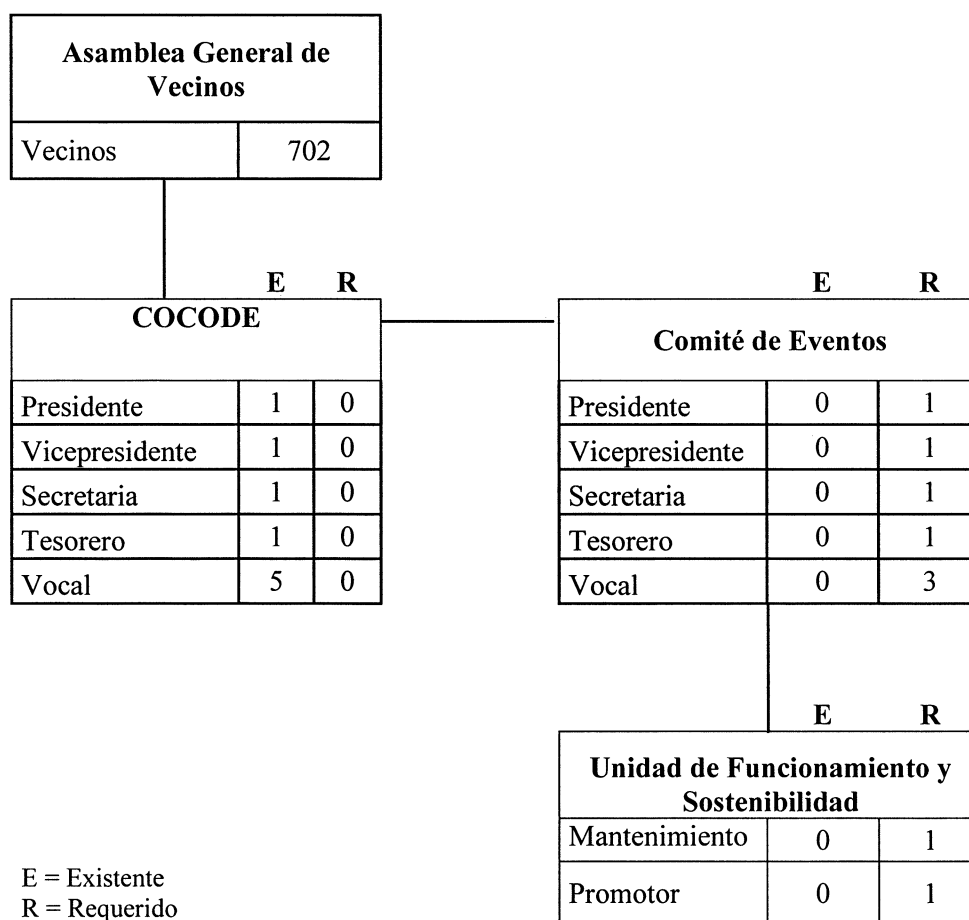 Asamblea General de
Vecinos
Vecinos 702
E R
COCODE
Presidente 1 0
Vicepresidente 1 0
Secretaria 1 0
Tesorero 1 0
Vocal 5 0
E R
Comité de Eventos
Presidente 0 1
Vicepresidente 0 1
Secretaria 0 1
Tesorero 0 1
Vocal 0 3
E R
Unidad de Funcionamiento y
Sostenibilidad
Mantenimiento 0 1
Promotor 0 1
E = Existente
R = Requerido